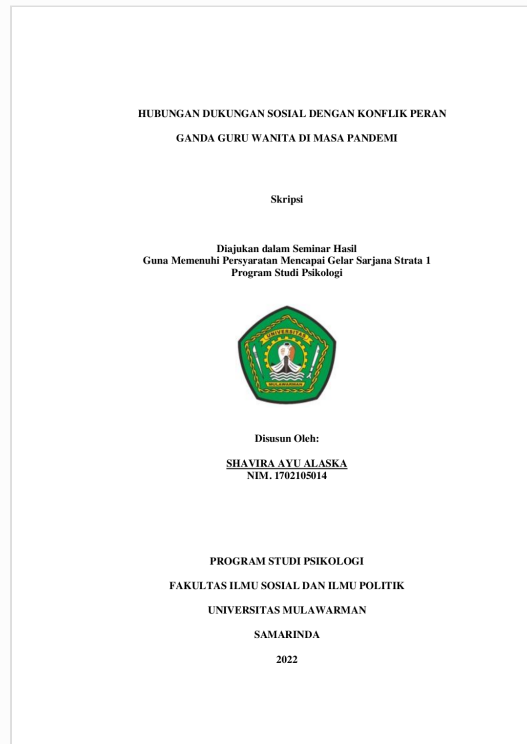 HUBUNGAN DUKUNGAN SOSIAL DENGAN KONFLIK PERAN
GANDA GURU WANITA DI MASA PANDEMI
Skripsi
Diajukan dalam Seminar Hasil
Guna Memenuhi Persyaratan Mencapai Gelar Sarjana Strata 1
Program Studi Psikologi
UNIVERSITAS
MULAWARMAN
Disusun Oleh:
SHAVIRA AYU ALASKA
NIM. 1702105014
PROGRAM STUDI PSIKOLOGI
FAKULTAS ILMU SOSIAL DAN ILMU POLITIK
UNIVERSITAS MULAWARMAN
SAMARINDA
2022